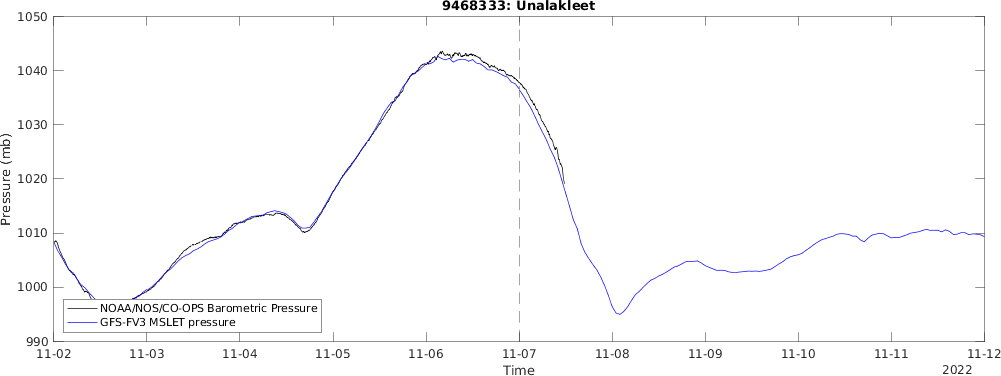 9468333: Unalakleet
1050
1040
1030
1020
1010
1000
990
Pressure (mb)
NOAA/NOS/CO-OPS Barometric Pressure
GFS-FV3 MSLET pressure
11-02 11-03 11-04 11-05 11-06 11-07 11-08 11-09 11-10 11-11 11-12
Time
2022